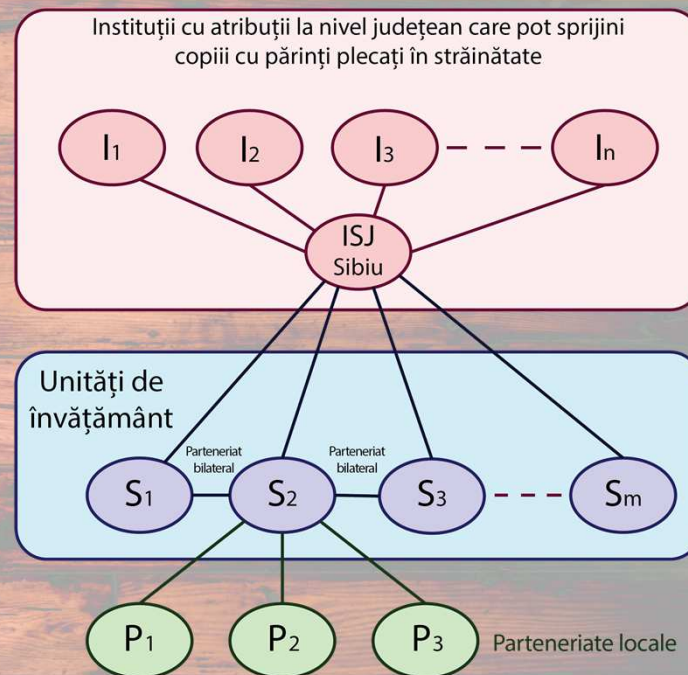 Instituții cu atribuții la nivel județean care pot sprijini
copiii cu părinți plecați în străinătate
I1 I2 I3 In
ISJ
Sibiu
Unități de
învățământ
Parteneriat
bilateral
Parteneriat
bilateral
S1 S2 S3 Sm
P1 P2 P3 Parteneriate locale